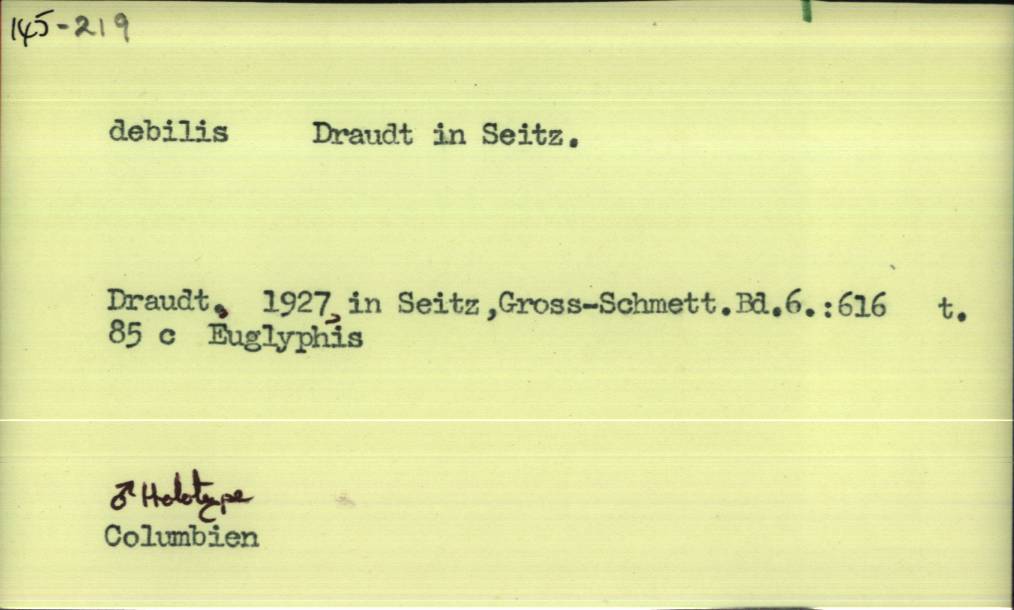 145-219
debilis Draudt in Seitz.
Draudt, 1927, in Seitz,Gross-Schmett.Bd.6.:616 t.
85 c Euglyphis
♂ Holotype
Columbien